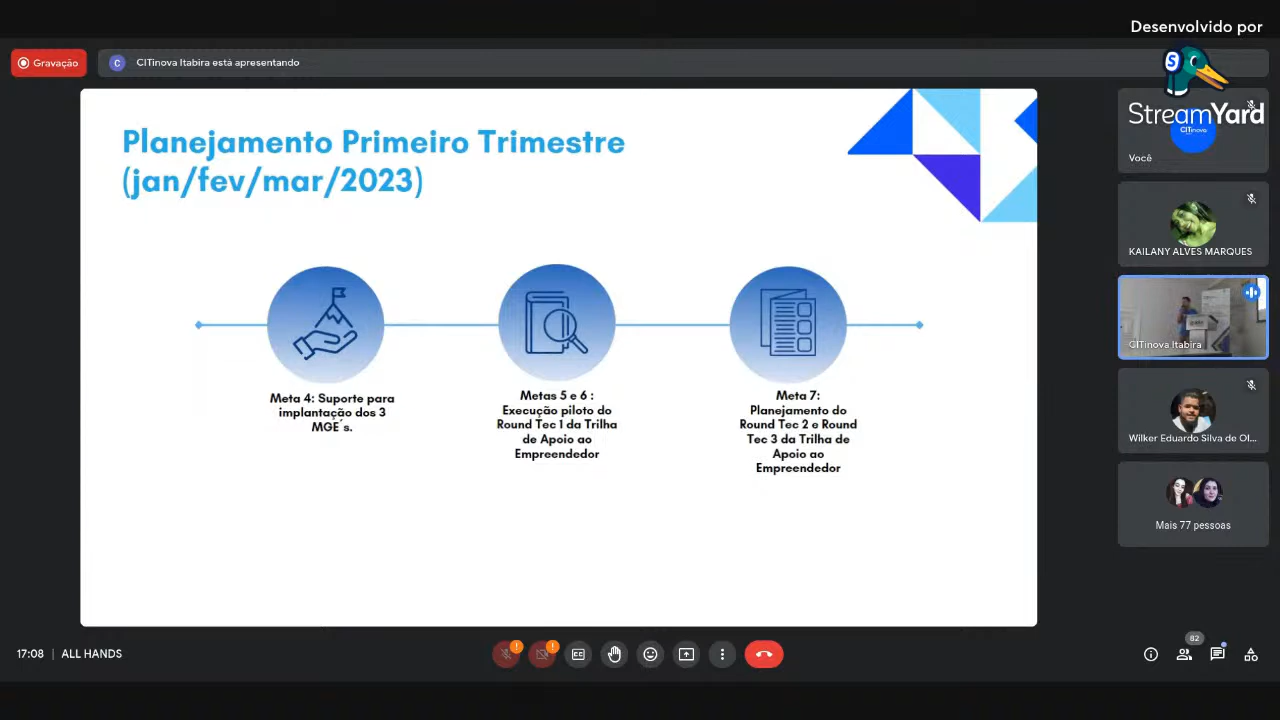 Desenvolvido por
Gravação
C
CITinova Itabira está apresentando
S
StreamYard
CITinova
Você
Planejamento Primeiro Trimestre
(jan/fev/mar/2023)
KAILANY ALVES MARQUES
CITinova Itabira
Meta 4: Suporte para
implantação dos 3
MGE´s.
Metas 5 e 6 :
Execução piloto do
Round Tec 1 da Trilha
de Apoio ao
Empreendedor
Meta 7:
Planejamento do
Round Tec 2 e Round
Tec 3 da Trilha de
Apoio ao
Empreendedor
Wilker Eduardo Silva de Ol...
Mais 77 pessoas
17:08 | ALL HANDS
CC
82